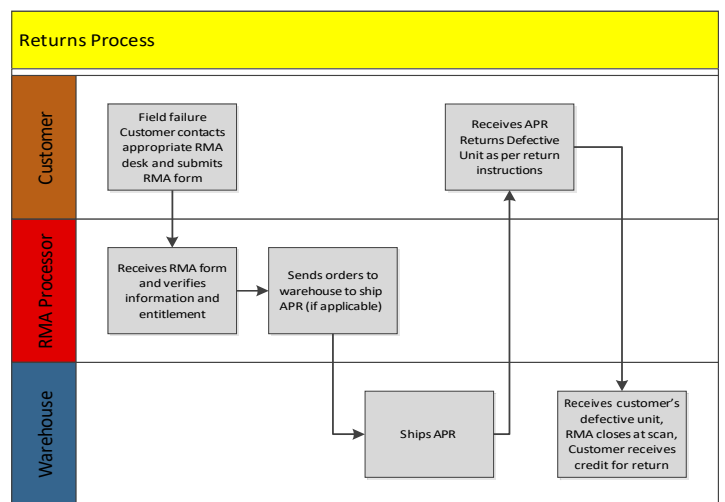 Returns Process
Customer
Field failure
Customer contacts
appropriate RMA
desk and submits
RMA form
Receives APR
Returns Defective
Unit as per return
instructions
RMA Processor
Receives RMA form
and verifies
information and
entitlement
Sends orders to
warehouse to ship
APR (if applicable)
Warehouse
Ships APR
Receives customer’s
defective unit,
RMA closes at scan,
Customer receives
credit for return